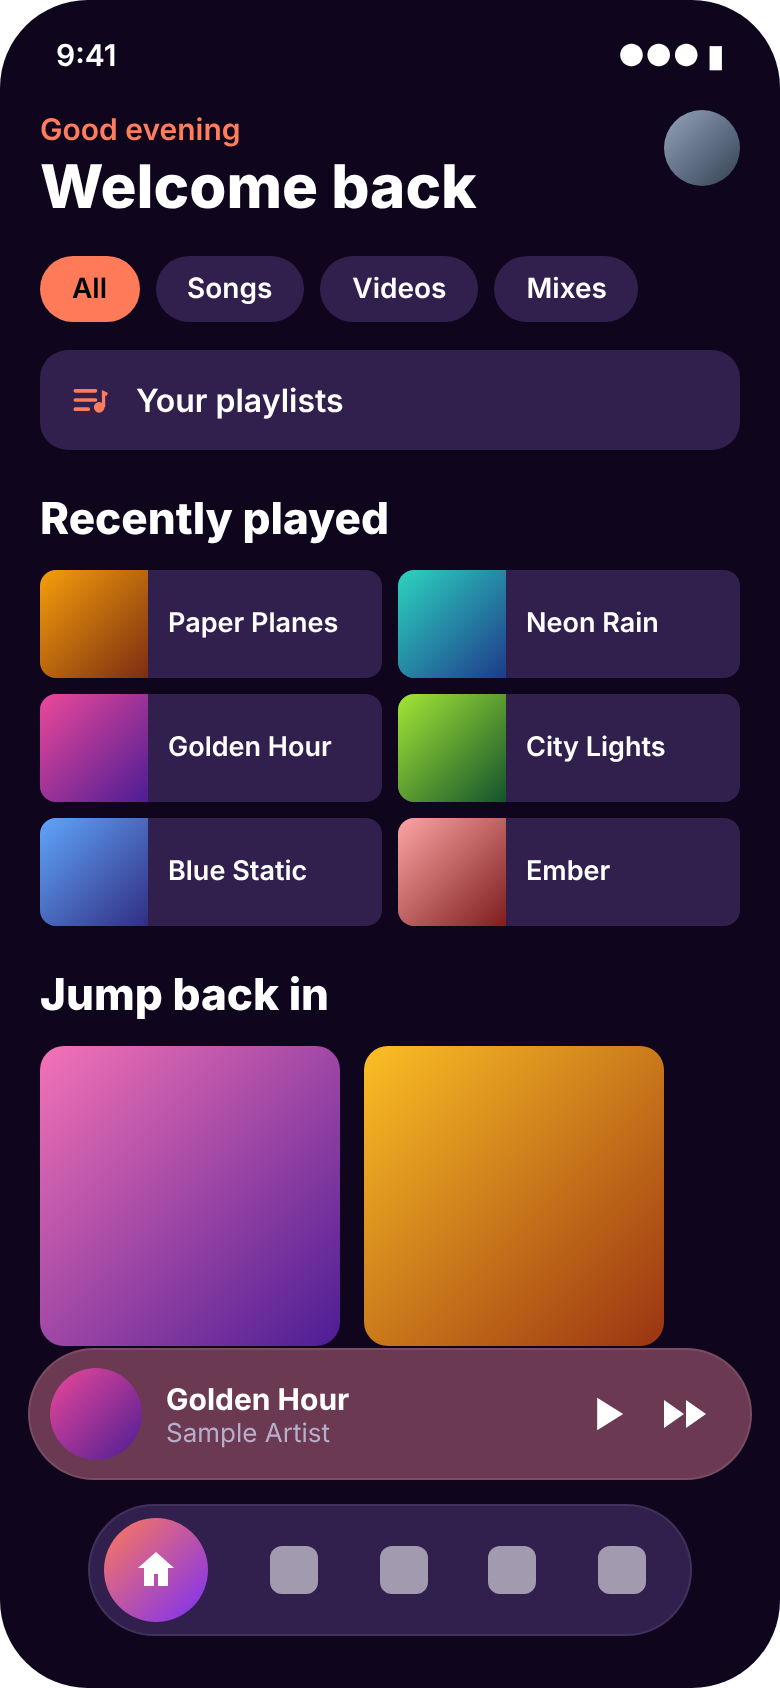 9:41
Good evening
Welcome back
All
Songs
Videos
Mixes
Your playlists
Recently played
Paper Planes
Neon Rain
Golden Hour
City Lights
Blue Static
Ember
Jump back in
Golden Hour
Sample Artist